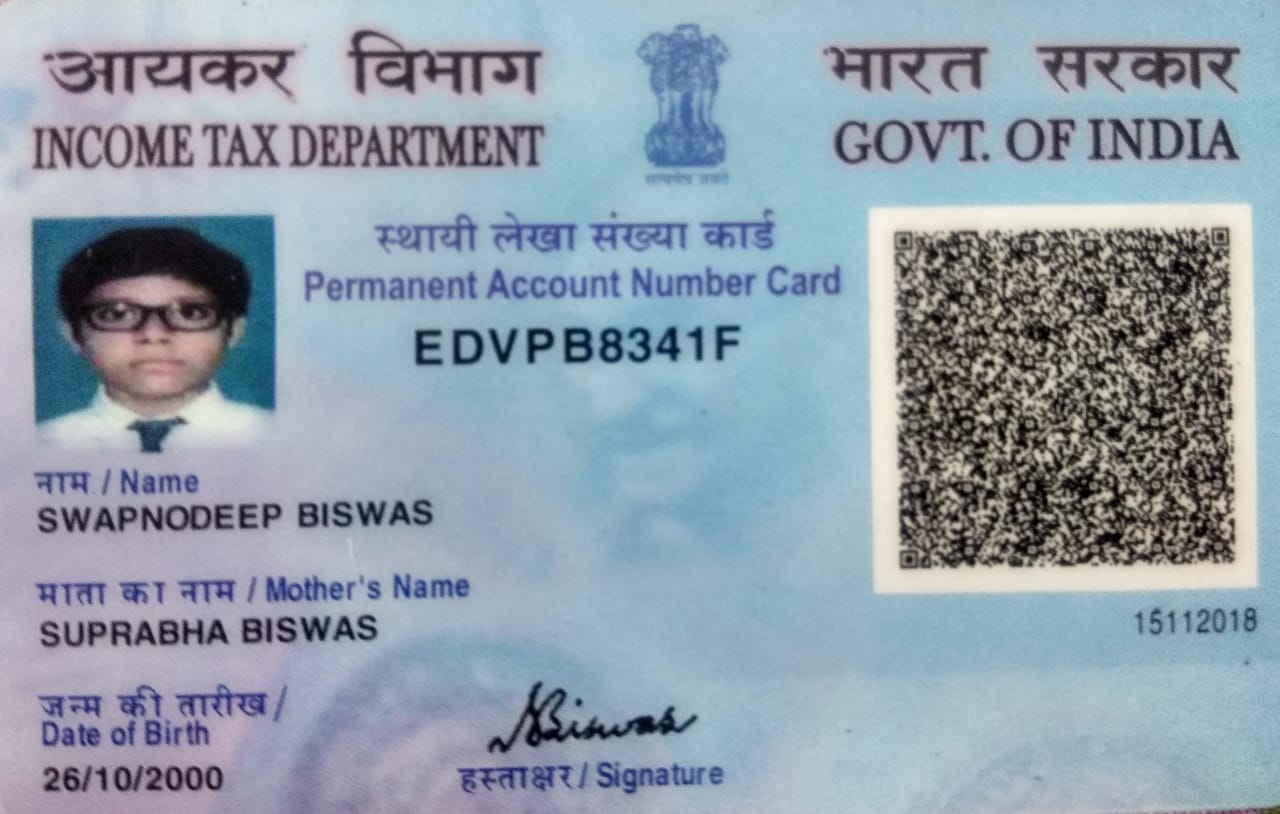 आयकर विभाग
INCOME TAX DEPARTMENT
सत्यमेव जयते
भारत सरकार
GOVT. OF INDIA
स्थायी लेखा संख्या कार्ड
Permanent Account Number Card
EDVPB8341F
नाम / Name
SWAPNODEEP BISWAS
माता का नाम / Mother's Name
SUPRABHA BISWAS
15112018
जन्म की तारीख /
Date of Birth
26/10/2000
SBiswas
हस्ताक्षर / Signature